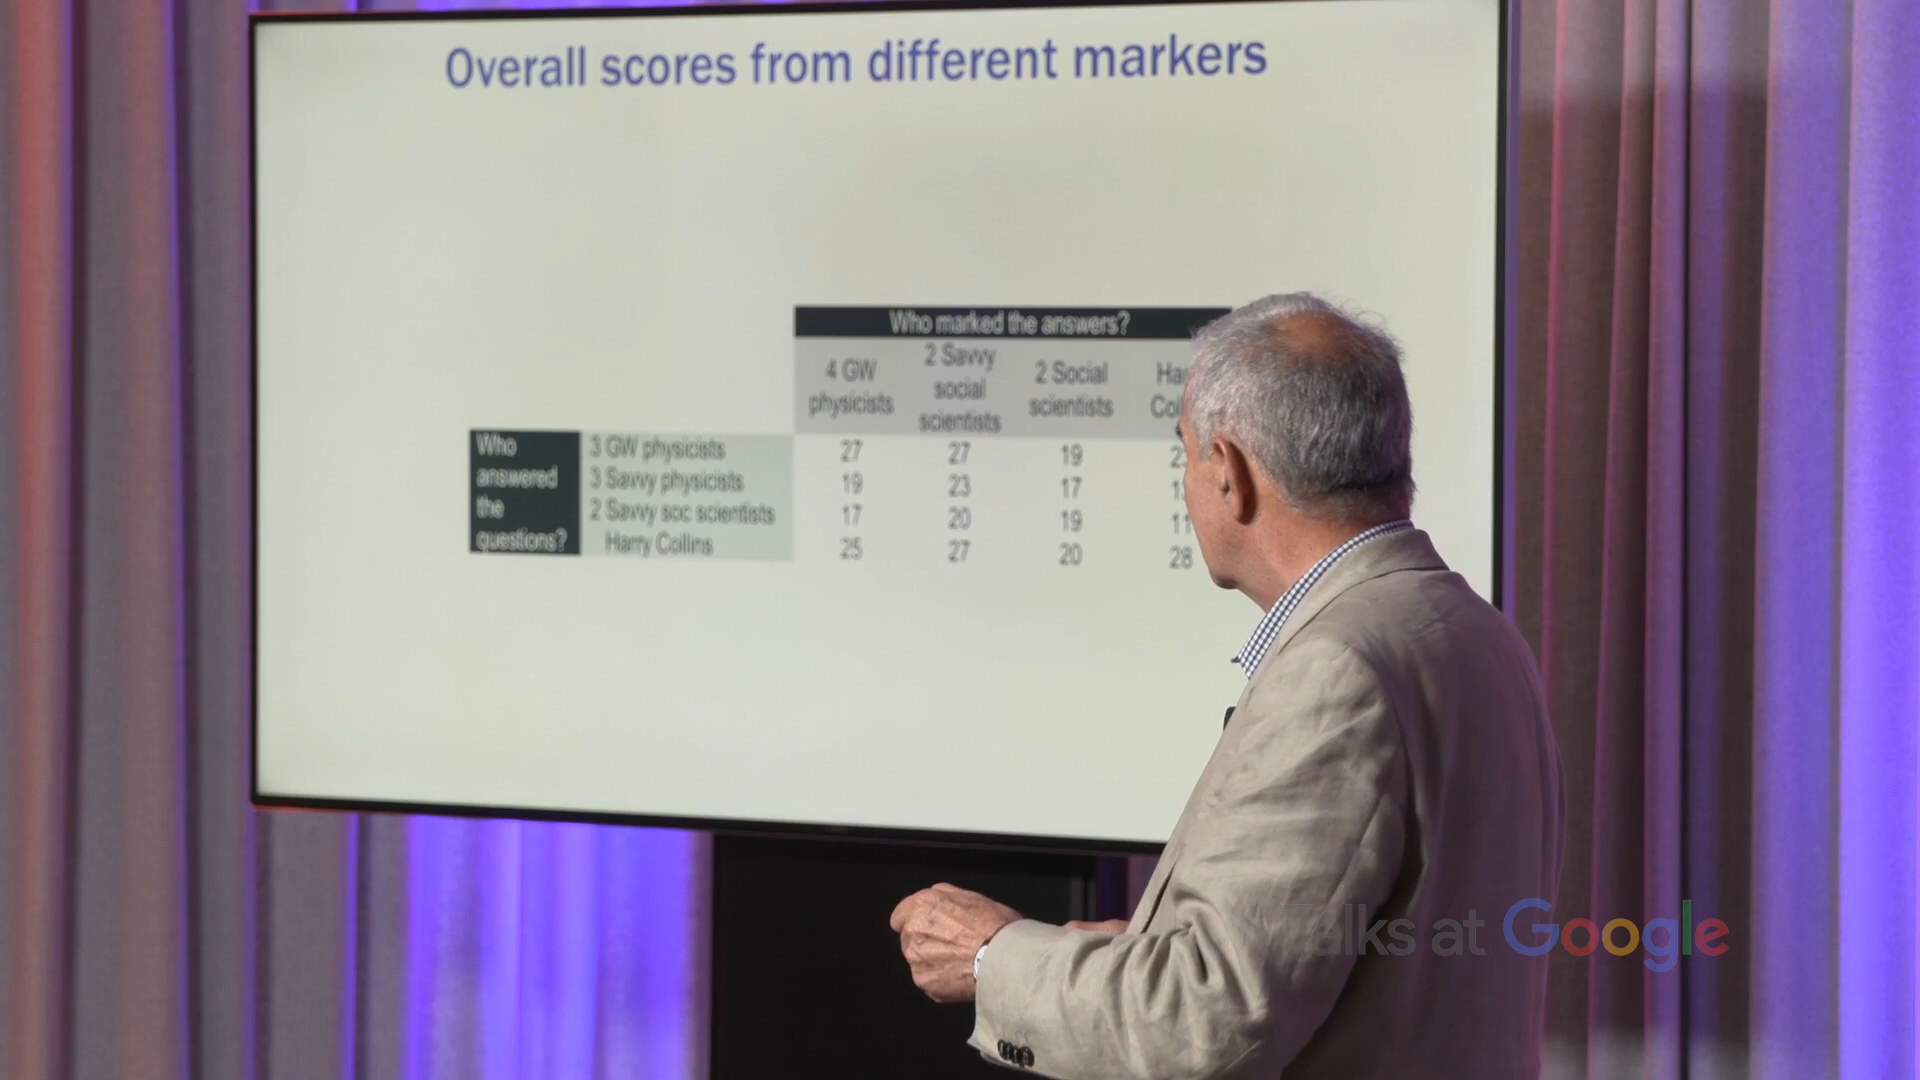 Overall scores from different markers
Who marked the answers?
4 GW physicists
2 Savvy social scientists
2 Social scientists
Who answered the questions?
3 GW physicists 27 27 19
3 Savvy physicists 19 23 17
2 Savvy soc scientists 17 20 19 11
Harry Collins 25 27 20 28
Talks at Google